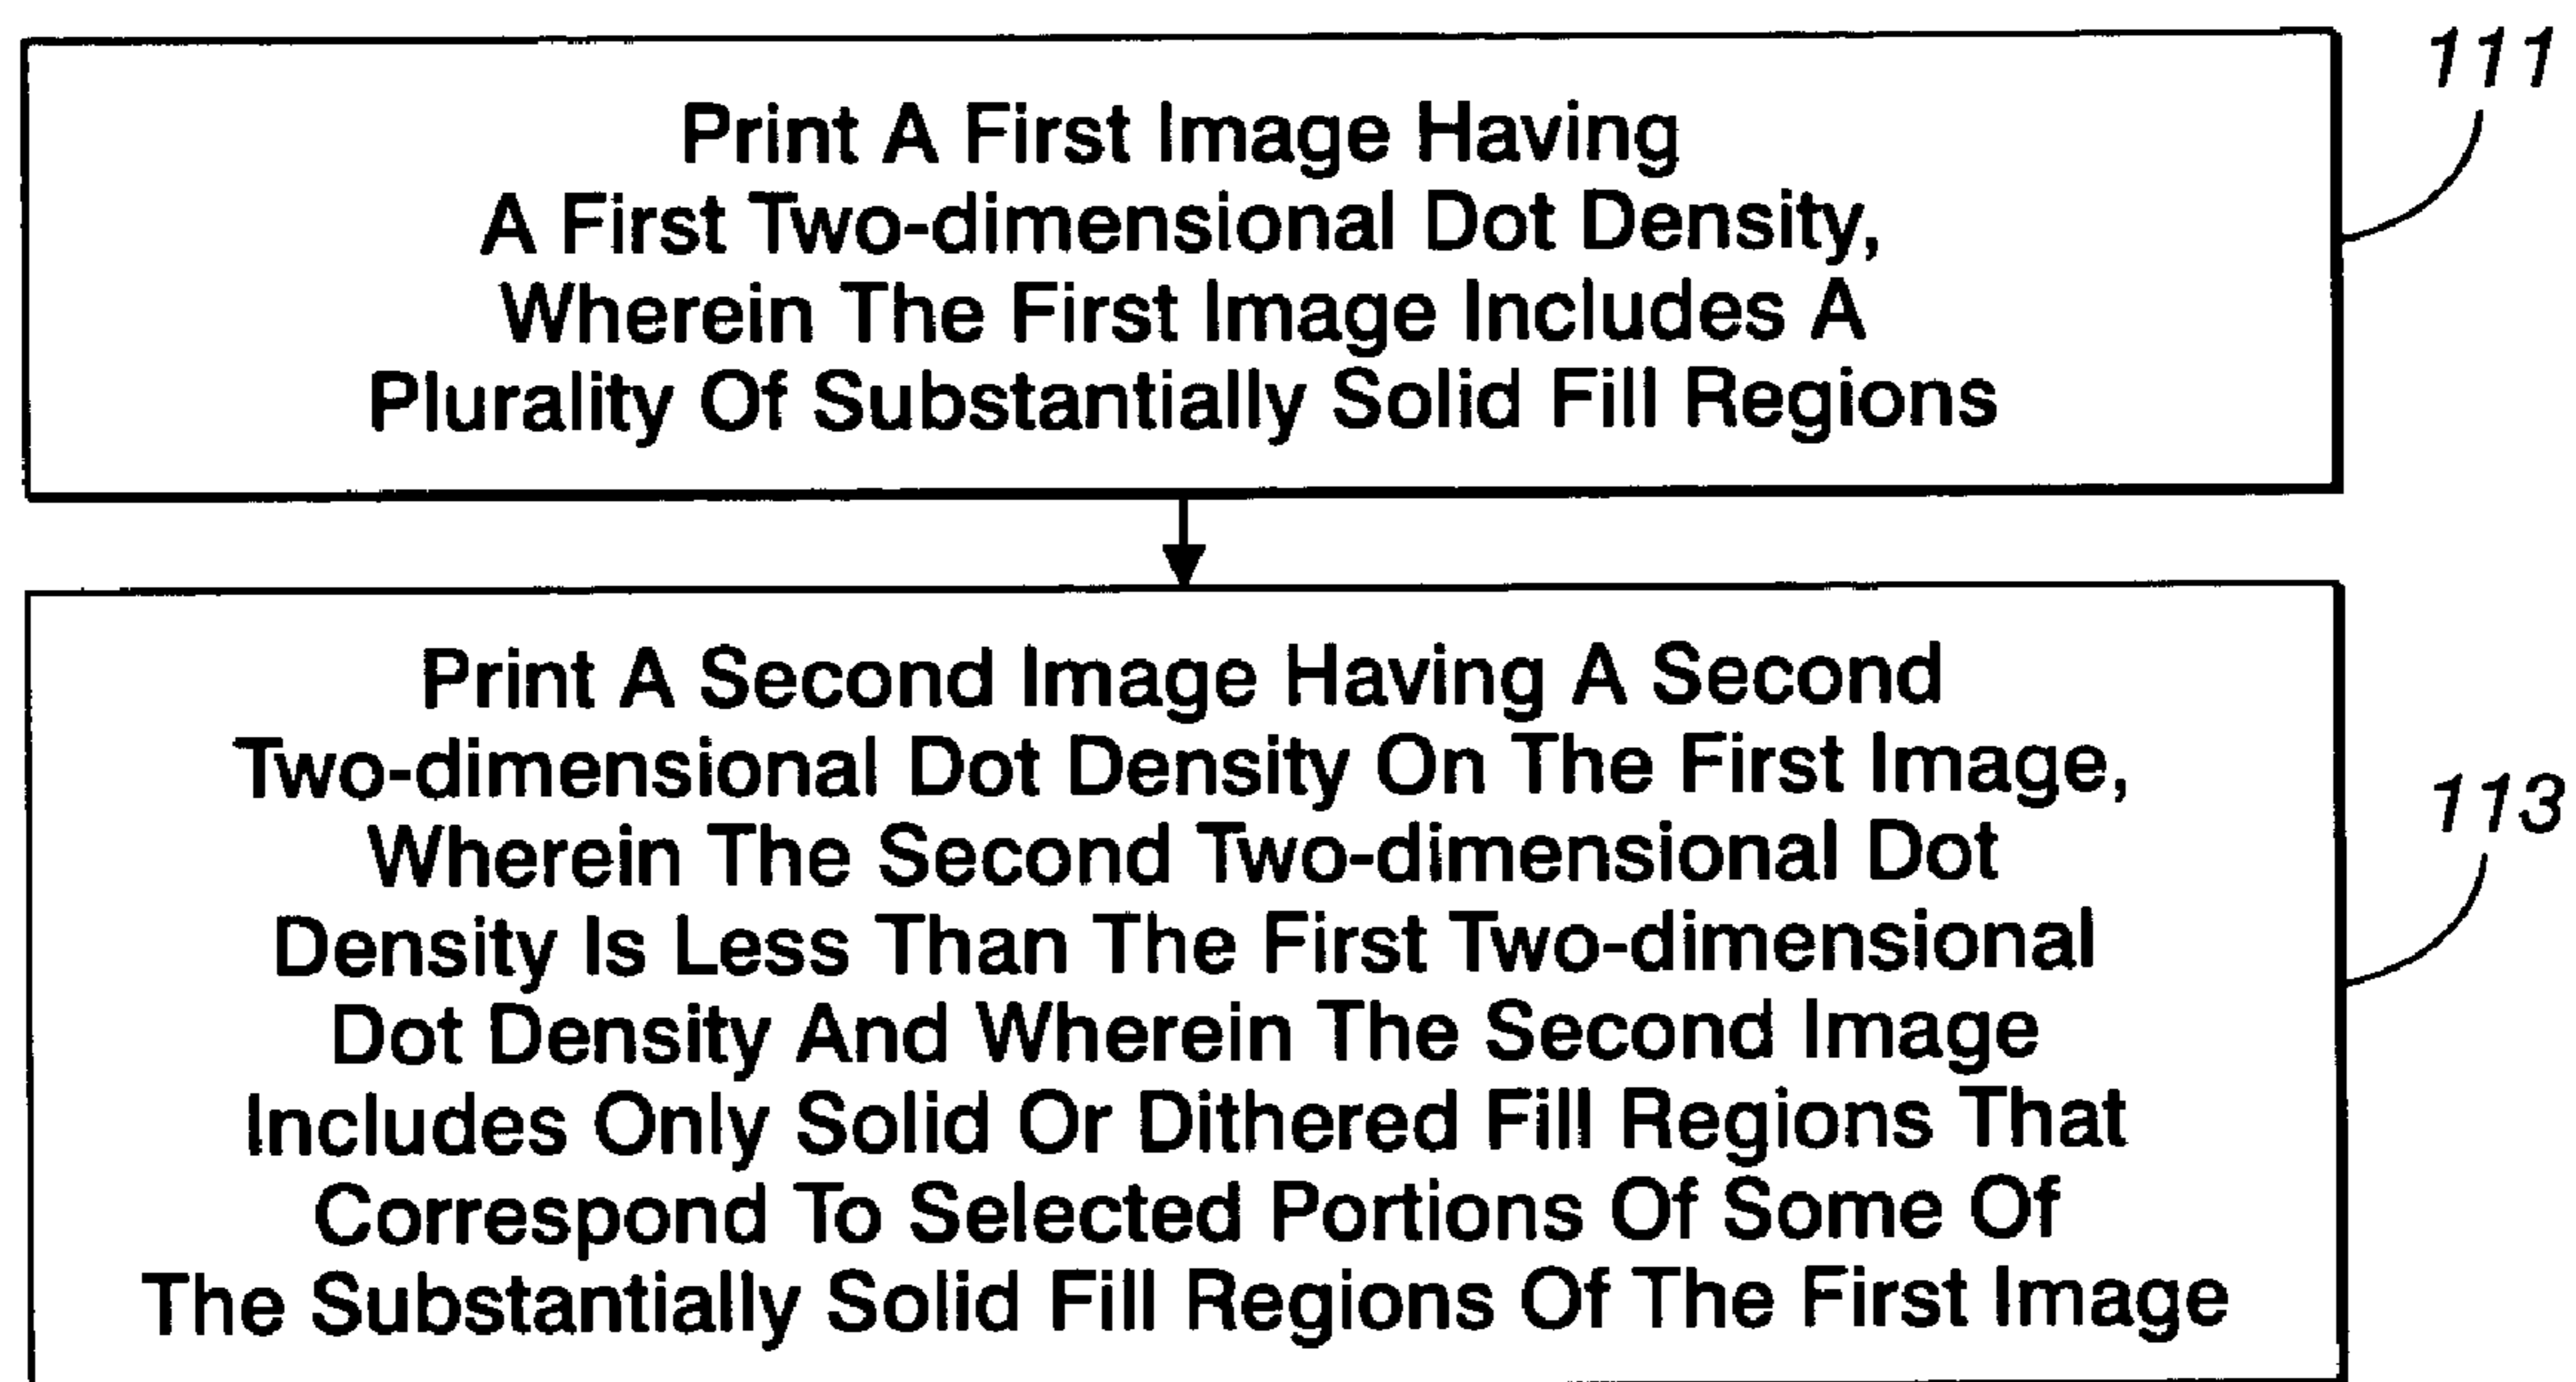 111
Print A First Image Having
A First Two-dimensional Dot Density,
Wherein The First Image Includes A
Plurality Of Substantially Solid Fill Regions
Print A Second Image Having A Second
Two-dimensional Dot Density On The First Image,
Wherein The Second Two-dimensional Dot
Density Is Less Than The First Two-dimensional
Dot Density And Wherein The Second Image
Includes Only Solid Or Dithered Fill Regions That
Correspond To Selected Portions Of Some Of
The Substantially Solid Fill Regions Of The First Image
113